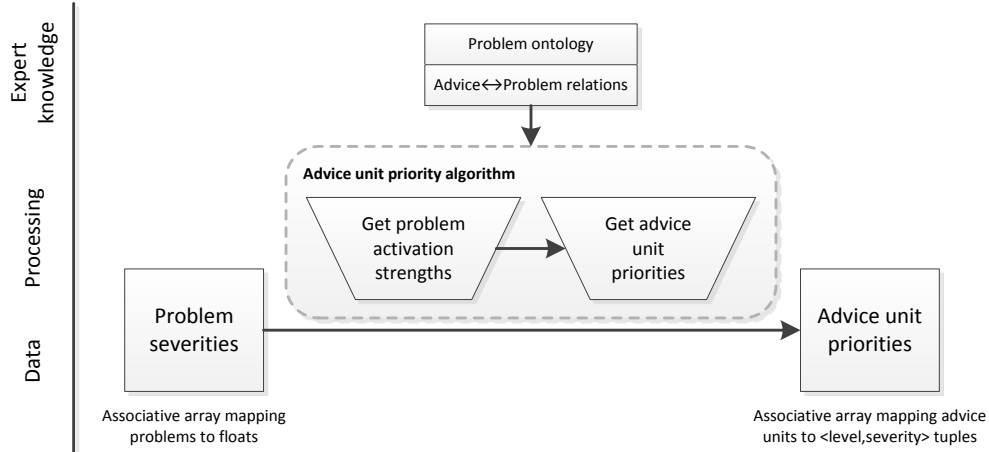 Expert
knowledge
Processing
Data
Problem ontology
Advice↔Problem relations
Advice unit priority algorithm
Get problem
activation
strengths
Get advice
unit
priorities
Problem
severities
Advice unit
priorities
Associative array mapping
problems to floats
Associative array mapping advice
units to <level,severity> tuples